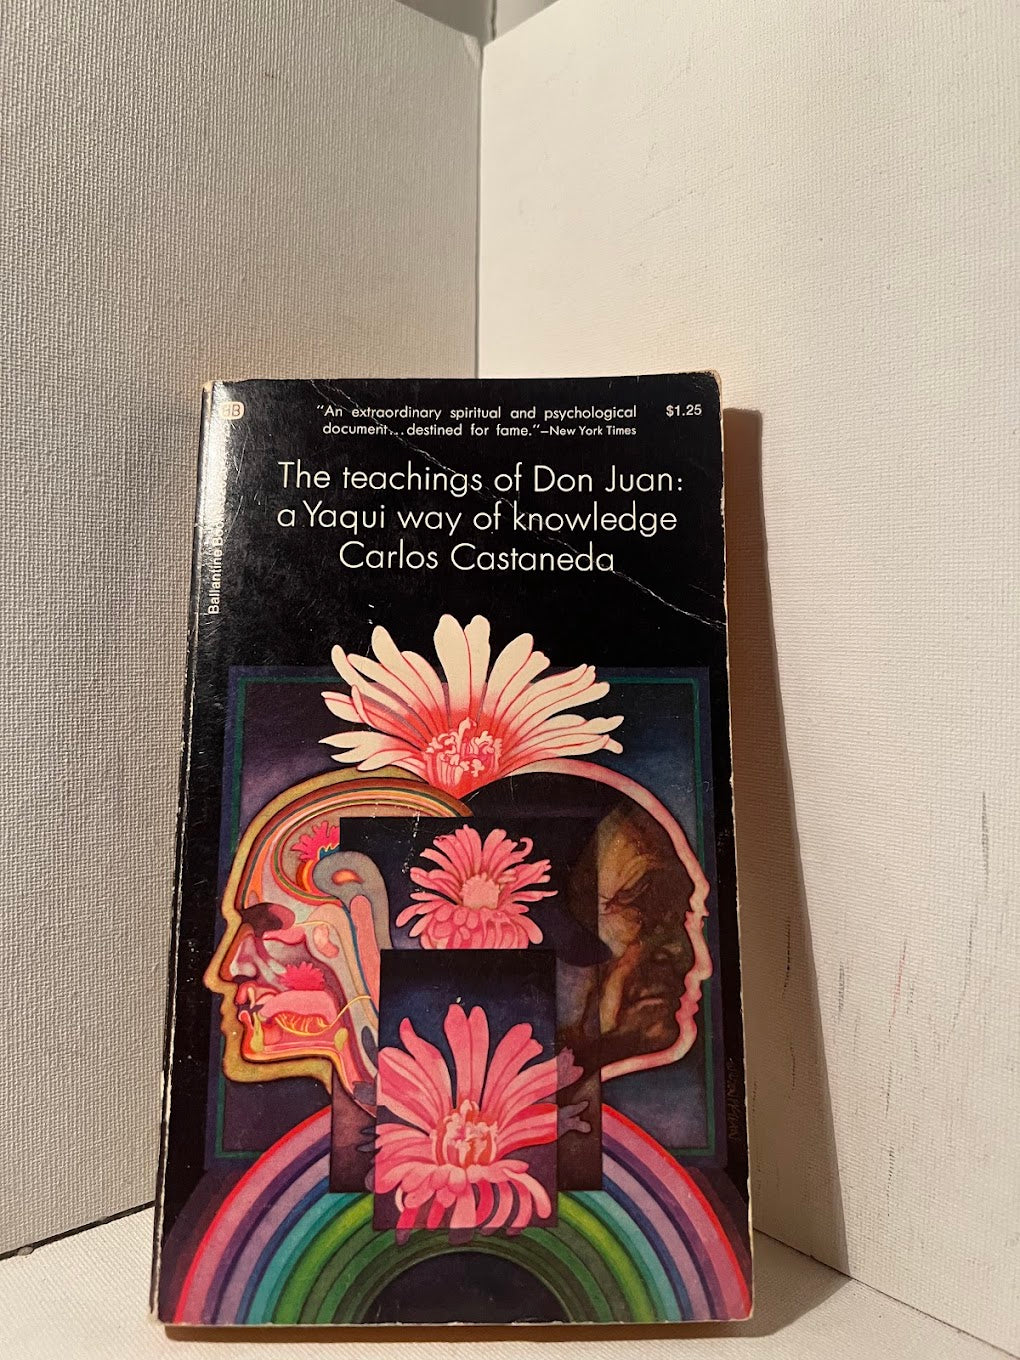 "An extraordinary spiritual and psychological
document...destined for fame."—New York Times
$1.25
The teachings of Don Juan:
a Yaqui way of knowledge
Carlos Castaneda
Ballantine